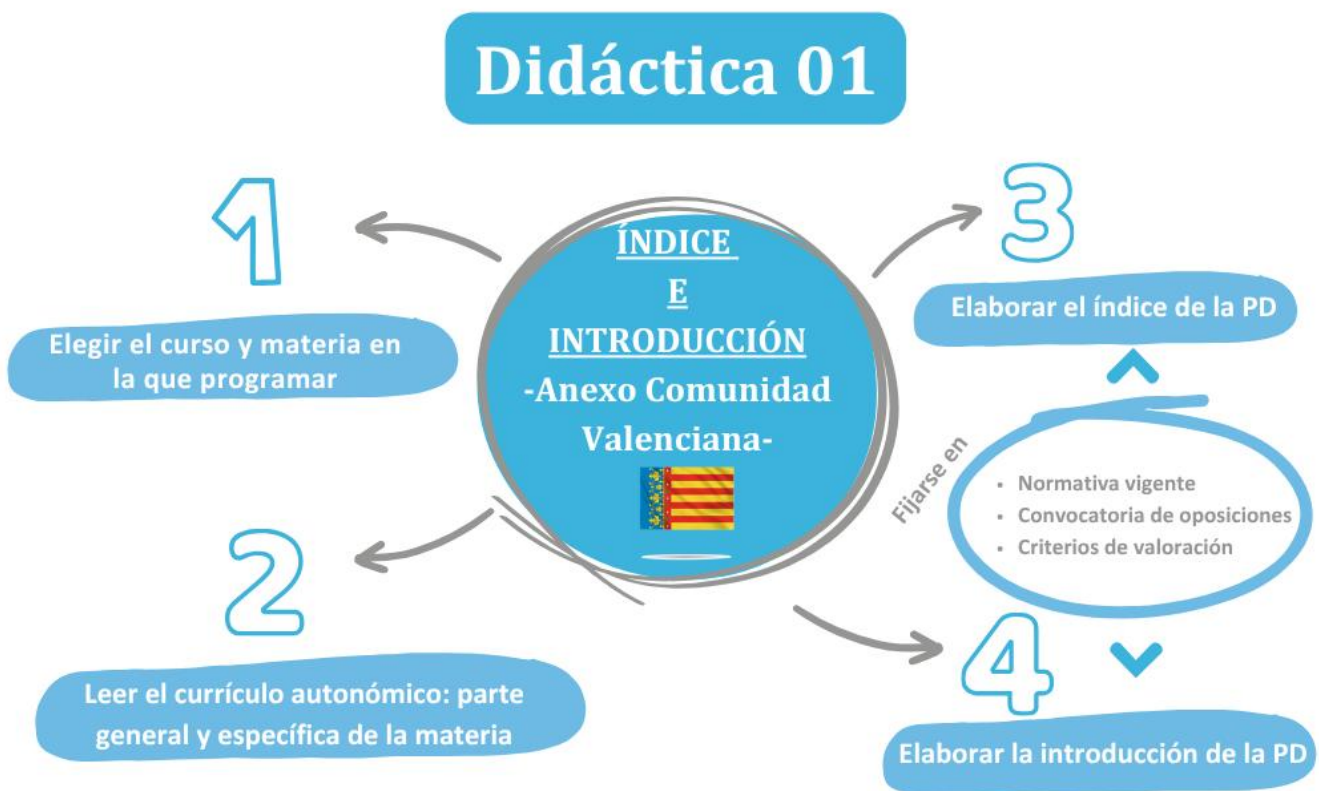 Didáctica 01
1
Elegir el curso y materia en
la que programar
2
Leer el currículo autonómico: parte
general y específica de la materia
ÍNDICE
E
INTRODUCCIÓN
-Anexo Comunidad
Valenciana-
3
Elaborar el índice de la PD
Fijarse en
• Normativa vigente
• Convocatoria de oposiciones
• Criterios de valoración
4
Elaborar la introducción de la PD